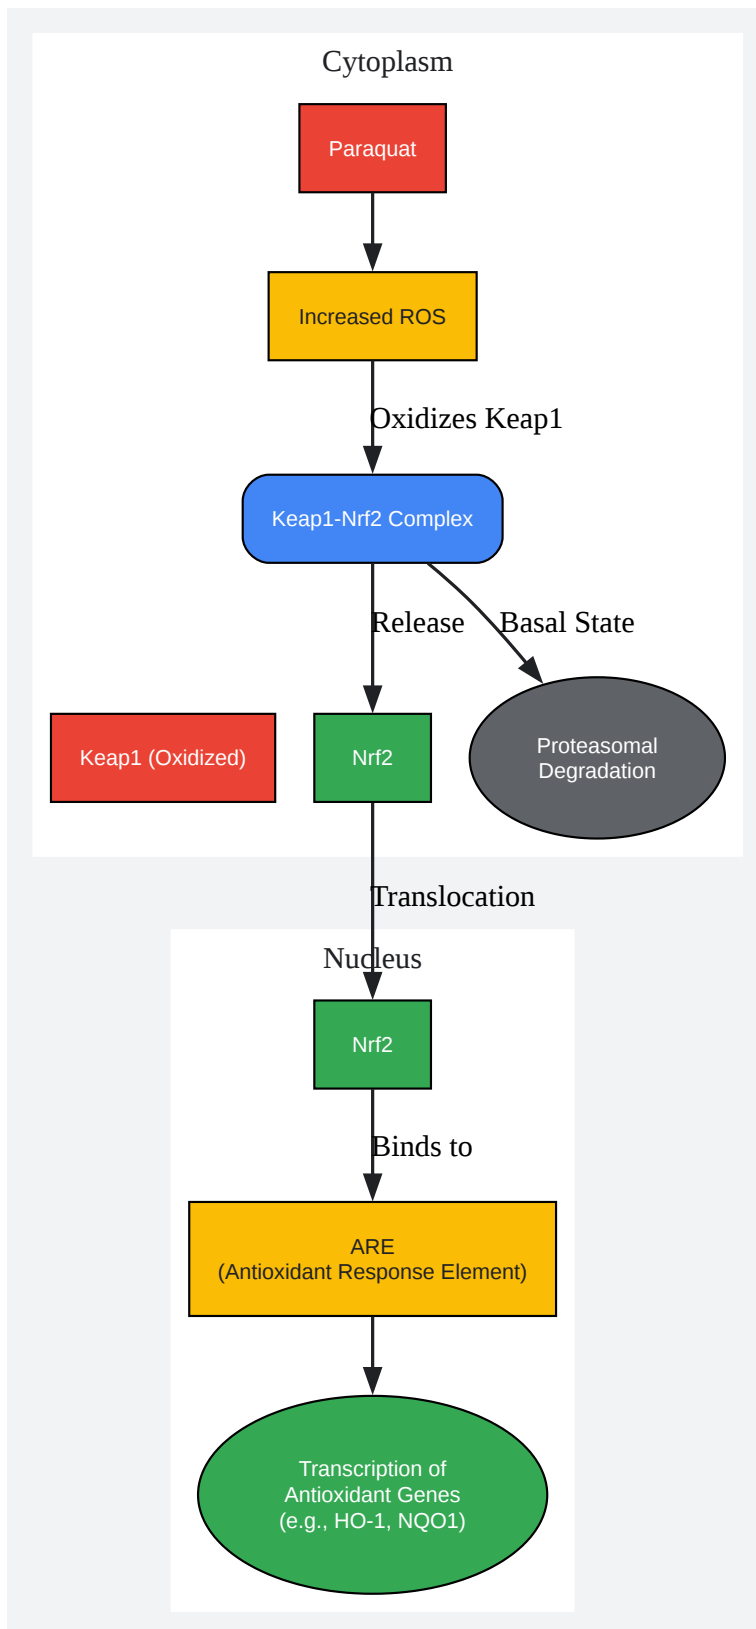 Cytoplasm
Paraquat
Increased ROS
Oxidizes Keap1
Keap1-Nrf2 Complex
Release
Basal State
Keap1 (Oxidized)
Nrf2
Proteasomal
Degradation
Translocation
Nucleus
Nrf2
Binds to
ARE
(Antioxidant Response Element)
Transcription of
Antioxidant Genes
(e.g., HO-1, NQO1)